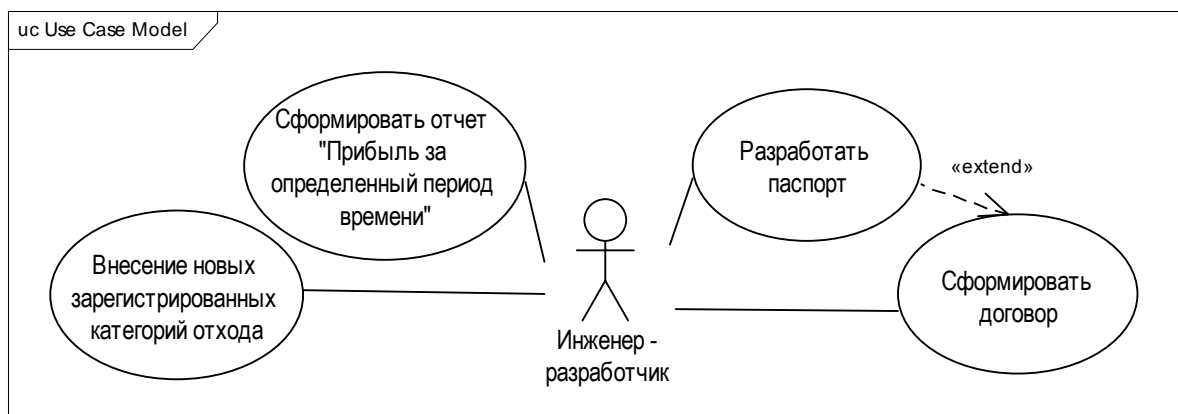 uc Use Case Model
Сформировать отчет
"Прибыль за
определенный период
времени"
Внесение новых
зарегистрированных
категорий отхода
Инженер -
разработчик
Разработать
паспорт
«extend»
Сформировать
договор